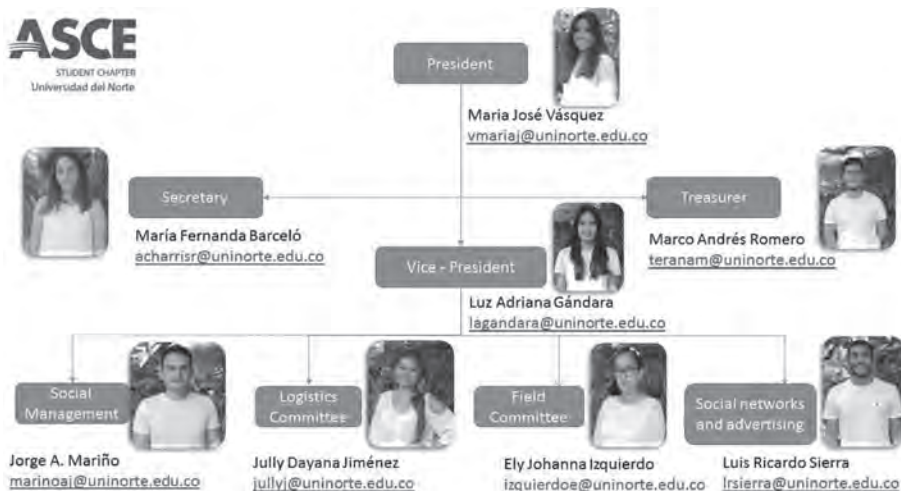 ASCE
STUDENT CHAPTER
Universidad del Norte
President
Maria José Vásquez
vmariaj@uninorte.edu.co
Secretary
María Fernanda Barceló
acharrisr@uninorte.edu.co
Treasurer
Marco Andrés Romero
teranam@uninorte.edu.co
Vice - President
Luz Adriana Gándara
lagandara@uninorte.edu.co
Social
Management
Jorge A. Mariño
marinoaj@uninorte.edu.co
Logistics
Committee
Jully Dayana Jiménez
jullyj@uninorte.edu.co
Field
Committee
Ely Johanna Izquierdo
izquierdoe@uninorte.edu.co
Social networks
and advertising
Luis Ricardo Sierra
lrsierra@uninorte.edu.co